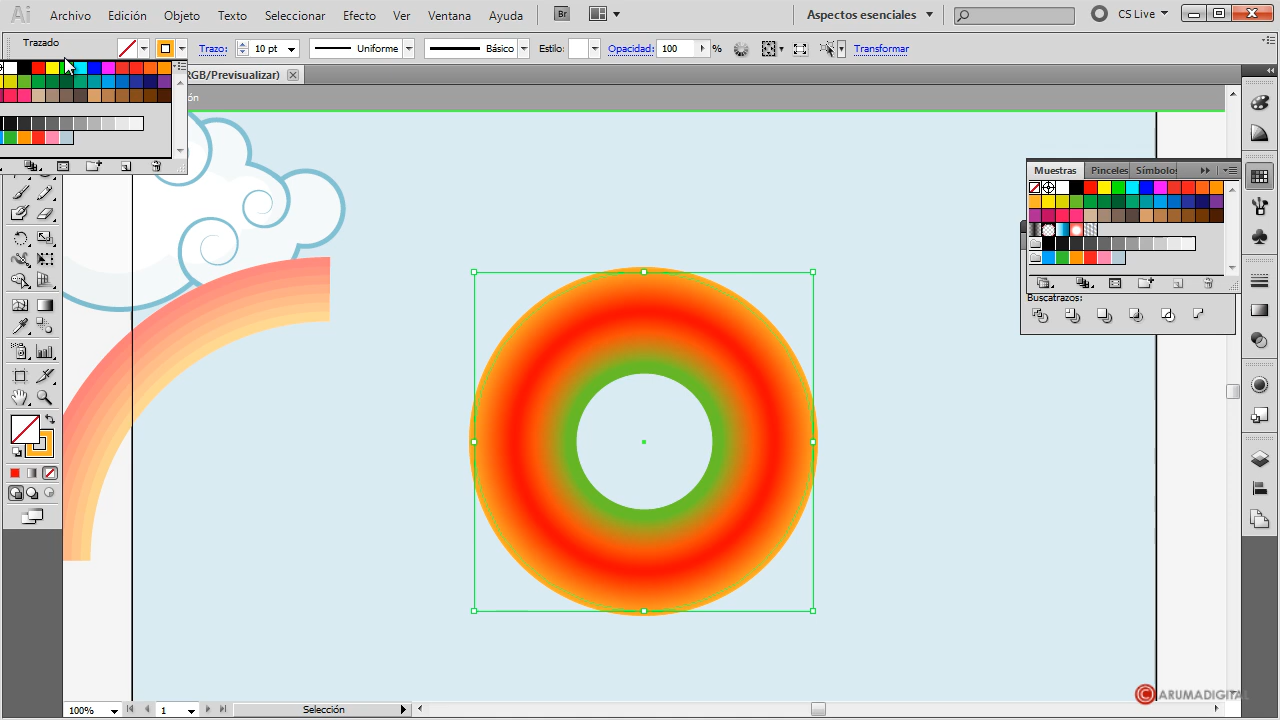 Ai Archivo Edición Objeto Texto Seleccionar Efecto Ver Ventana Ayuda Br Aspectos esenciales CS Live
Trazado Trazo: 10 pt Uniforme Básico Estilo: Opacidad: 100 % Transformar
RGB/Previsualizar)
ión
Muestras Pinceles Símbolos
Buscatrazos:
100% 1 Selección
C ARUMADIGITAL